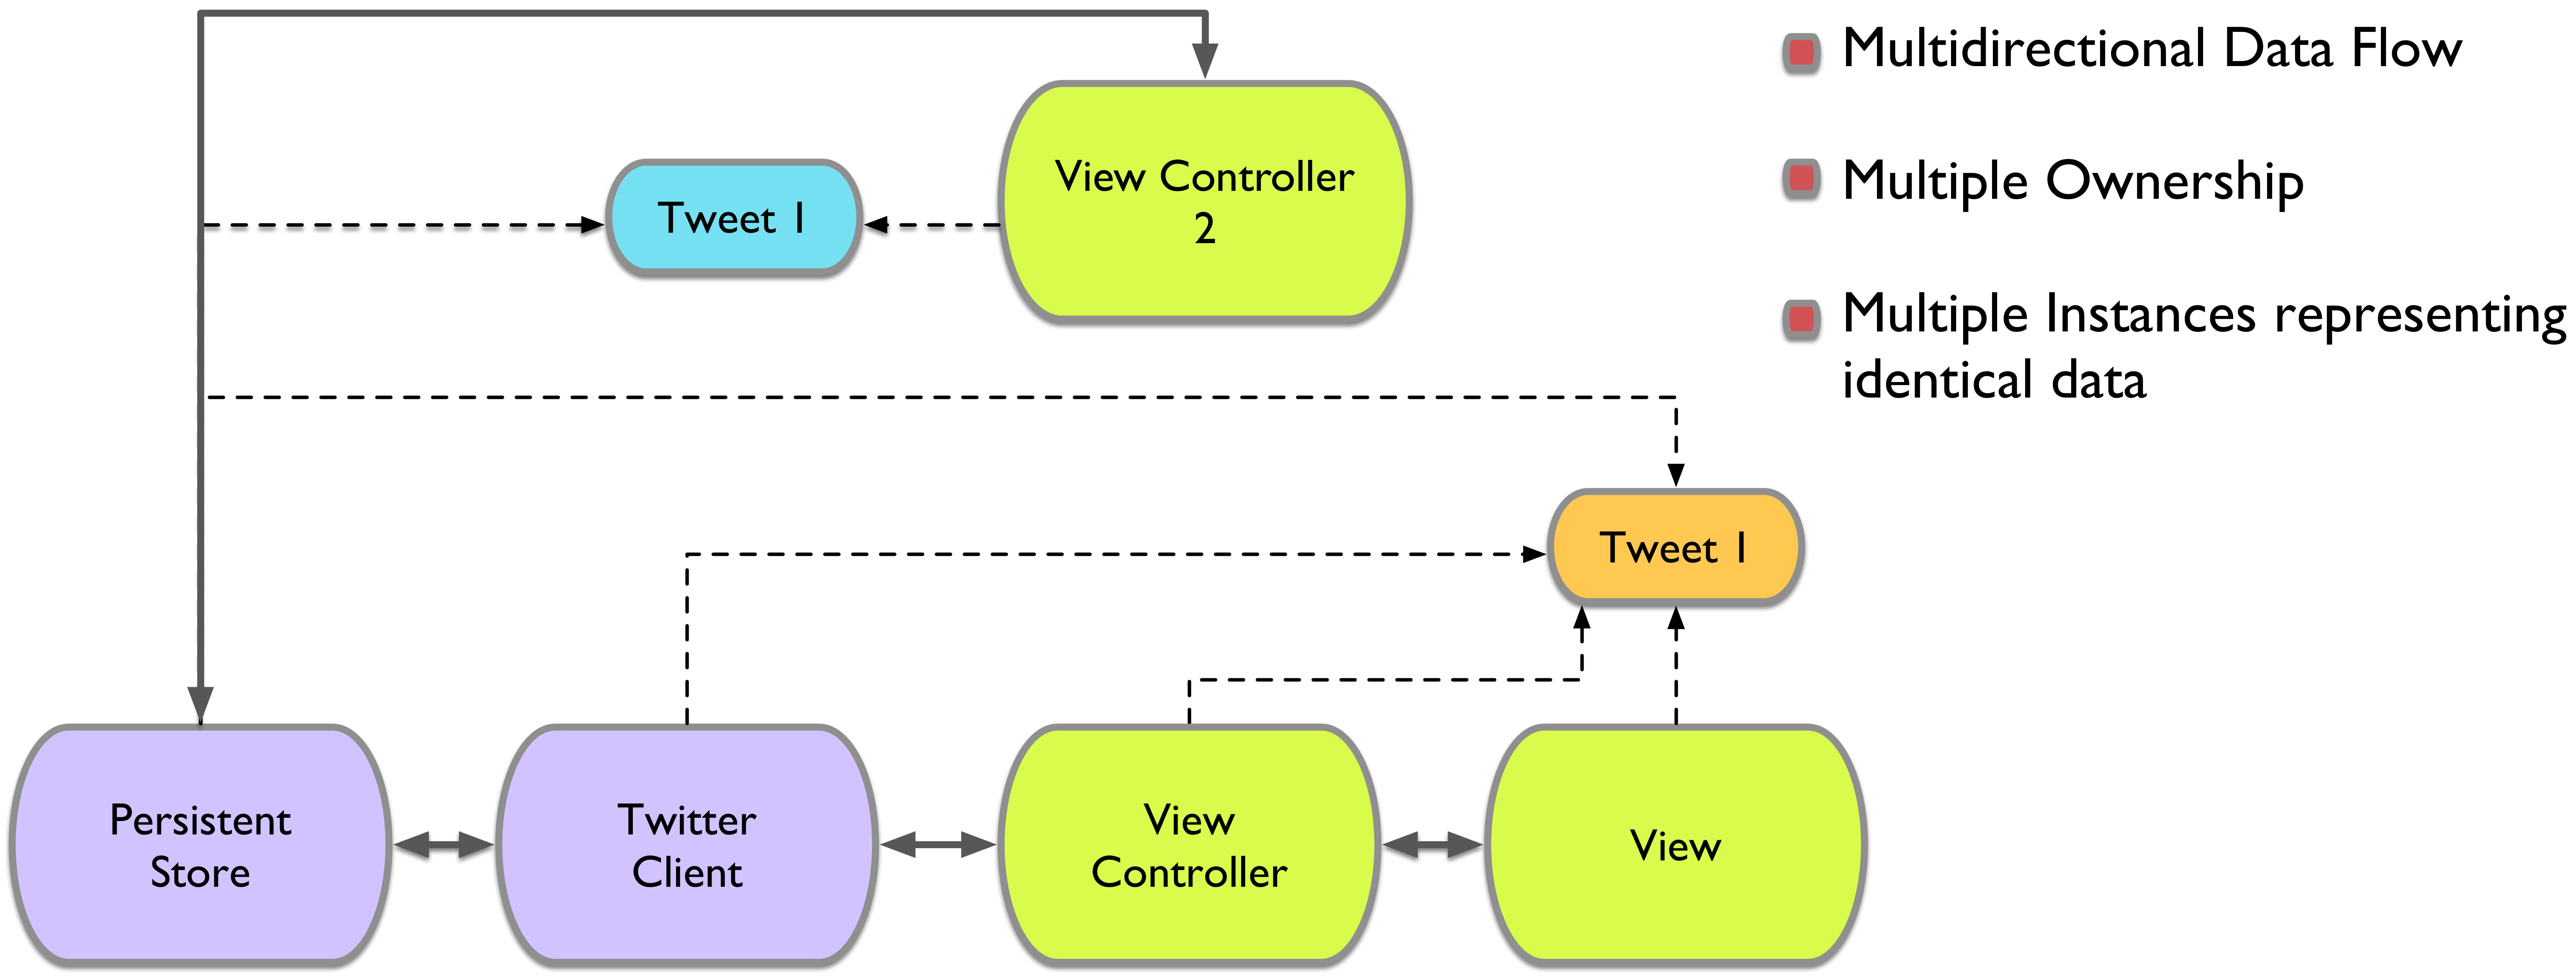 Multidirectional Data Flow
Multiple Ownership
Multiple Instances representing
identical data
View Controller
2
Tweet 1
Tweet 1
Persistent
Store
Twitter
Client
View
Controller
View